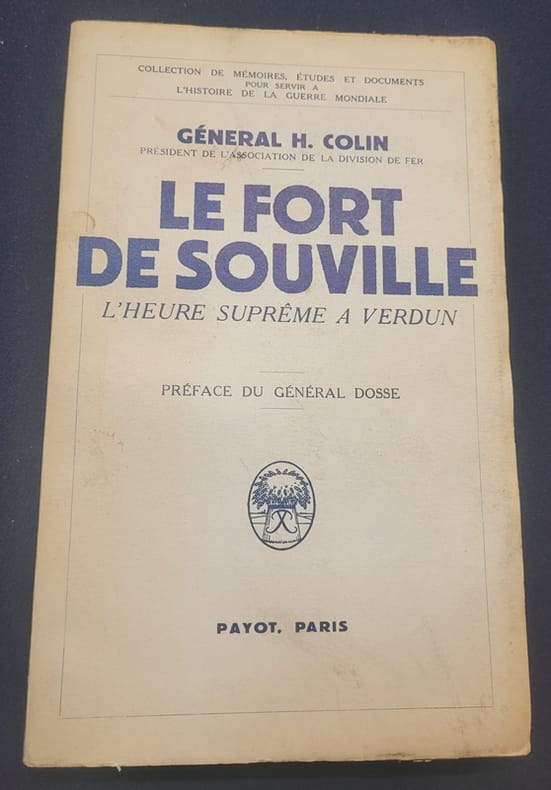 COLLECTION DE MÉMOIRES, ÉTUDES ET DOCUMENTS
POUR SERVIR A
L'HISTOIRE DE LA GUERRE MONDIALE
GÉNERAL H. COLIN
PRÉSIDENT DE L'ASSOCIATION DE LA DIVISION DE FER
LE FORT
DE SOUVILLE
L'HEURE SUPRÊME A VERDUN
PRÉFACE DU GÉNÉRAL DOSSE
PAYOT, PARIS